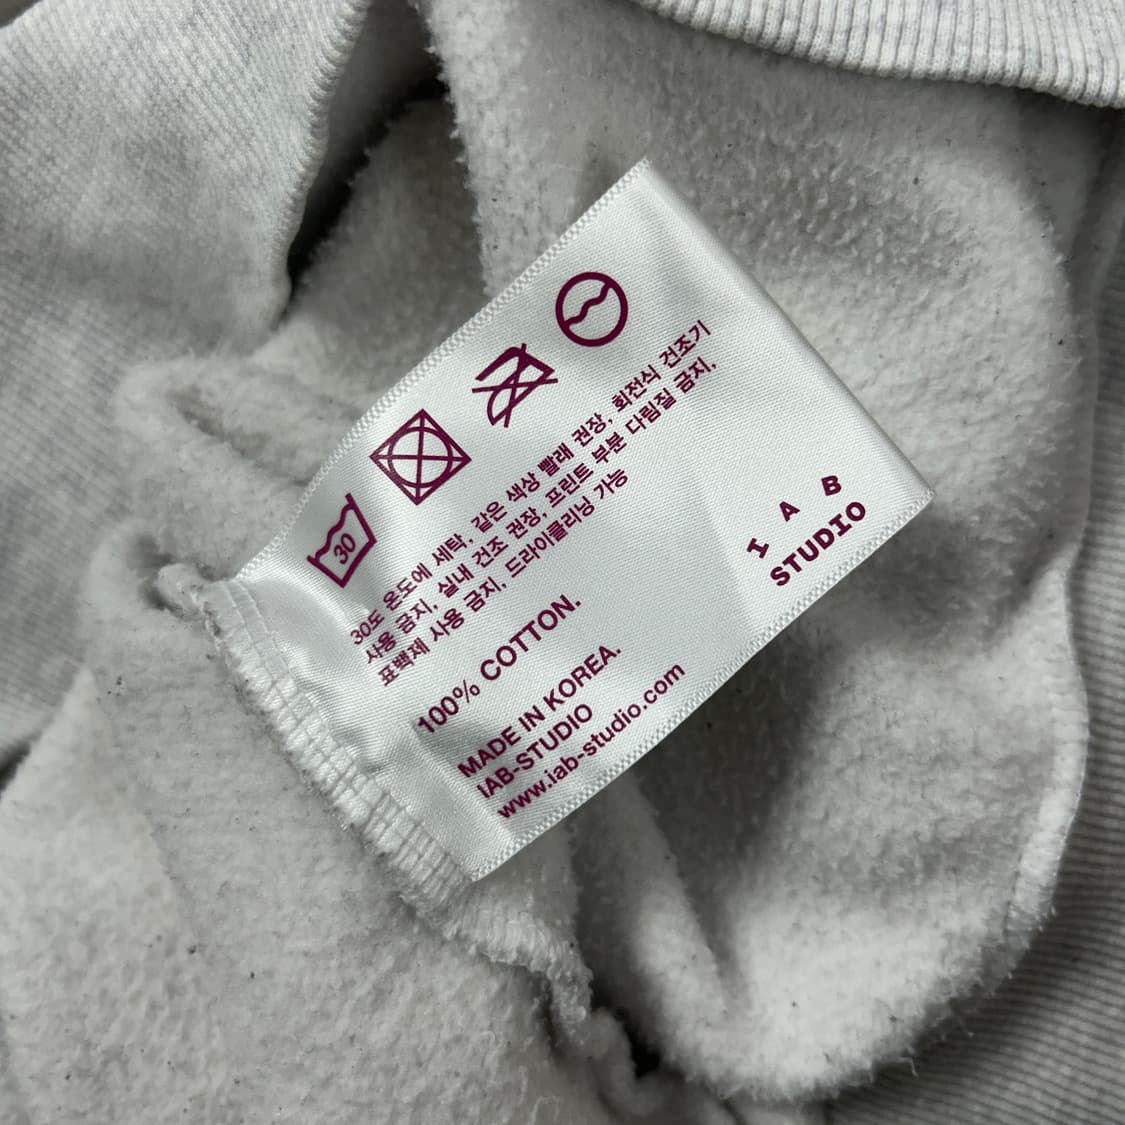 30
30도 온도에 세탁, 같은 색상 빨래 권장, 회전식 건조기
사용 금지, 실내 건조 권장, 프린트 부분 다림질 금지,
표백제 사용 금지, 드라이클리닝 가능
100% COTTON.
MADE IN KOREA.
IAB-STUDIO
www.iab-studio.com
I A B
STUDIO